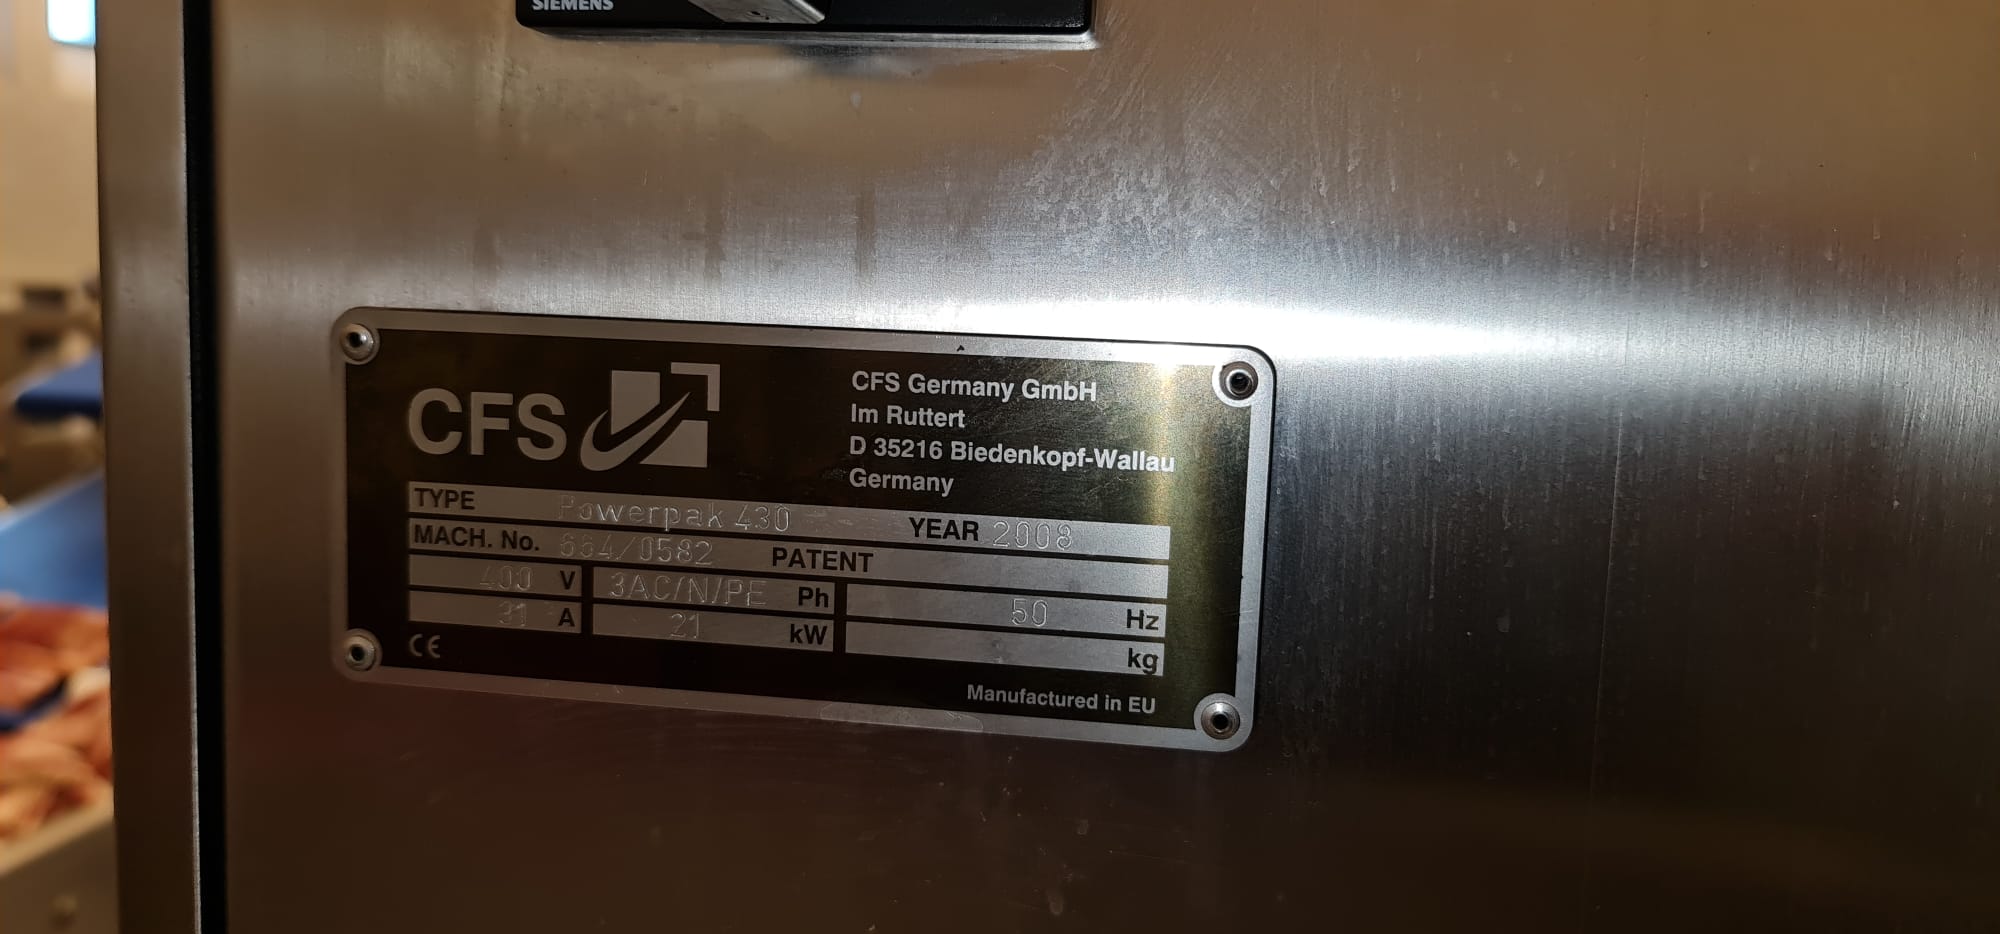 SIEMENS
CFS
CFS Germany GmbH
Im Ruttert
D 35216 Biedenkopf-Wallau
Germany
TYPE Powerpak 430 YEAR 2008
MACH. No. 664/0582 PATENT
400 V 3AC/N/PE Ph 50 Hz
31 A 21 kW kg
CE
Manufactured in EU